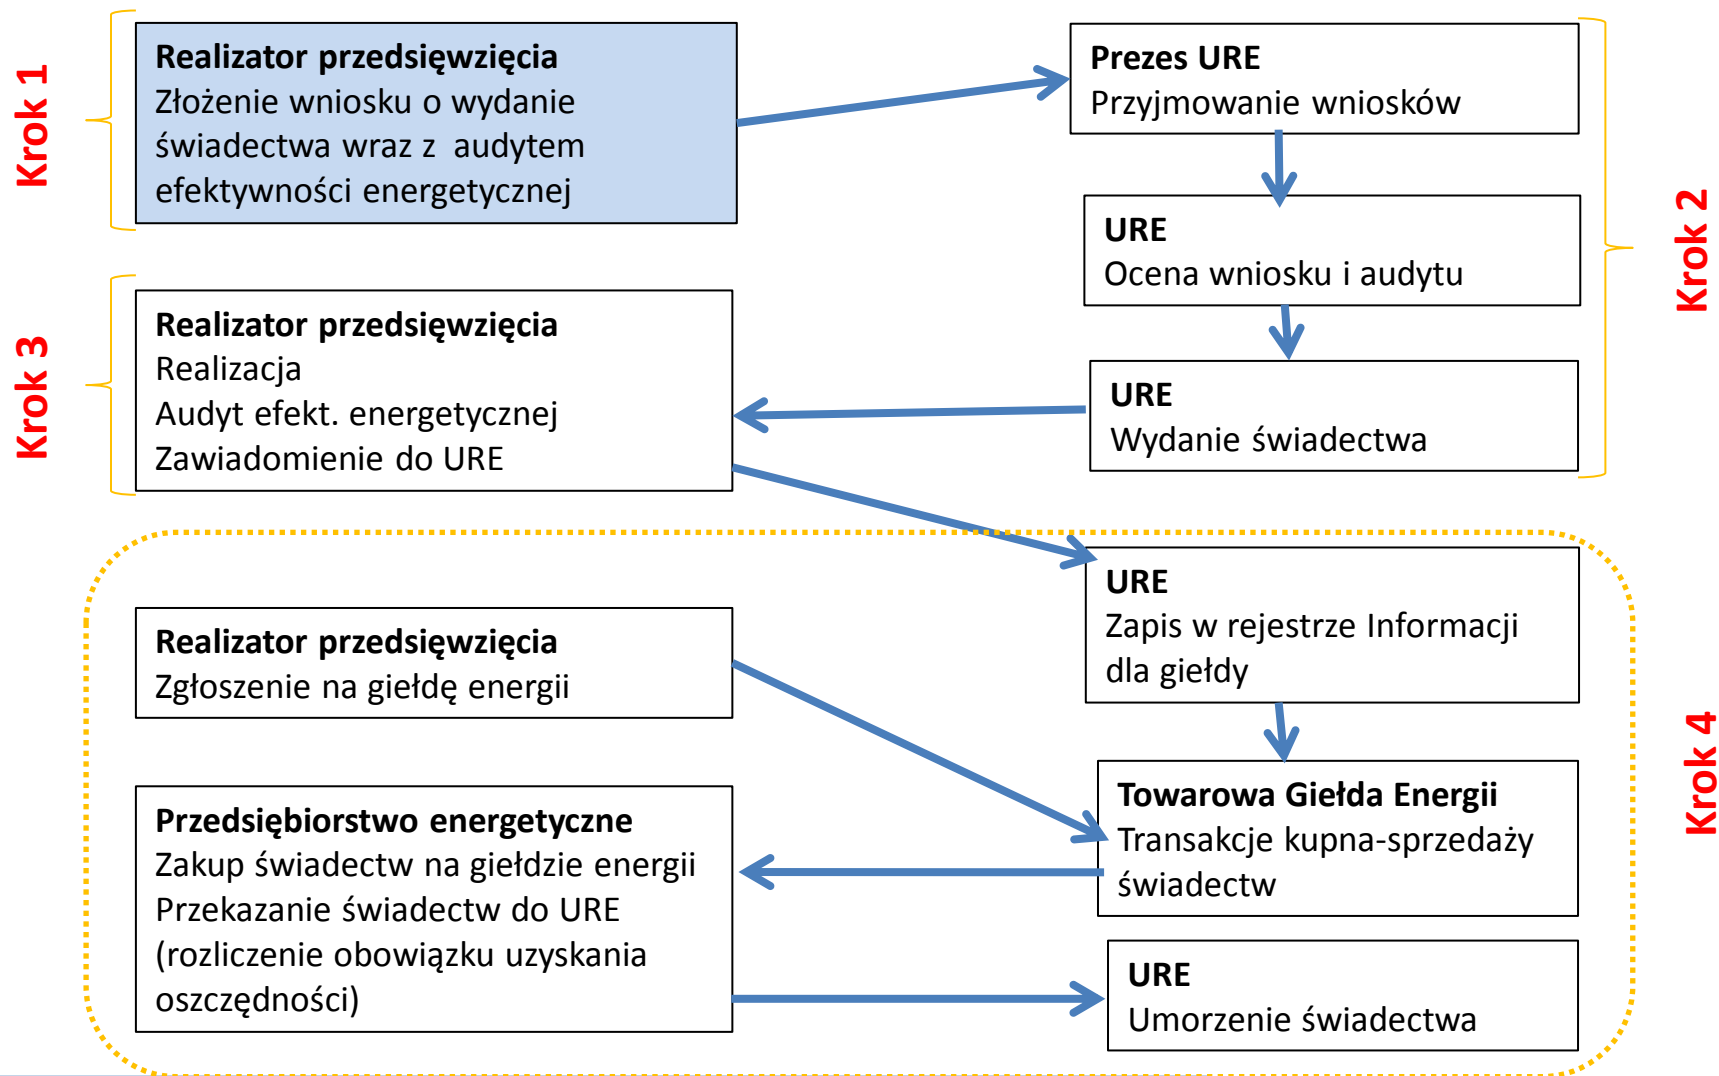 Krok 1
Realizator przedsięwzięcia
Złożenie wniosku o wydanie
świadectwa wraz z audytem
efektywności energetycznej
Prezes URE
Przyjmowanie wniosków
URE
Ocena wniosku i audytu
URE
Wydanie świadectwa
Krok 2
Krok 3
Realizator przedsięwzięcia
Realizacja
Audyt efekt. energetycznej
Zawiadomienie do URE
URE
Zapis w rejestrze Informacji
dla giełdy
Realizator przedsięwzięcia
Zgłoszenie na giełdę energii
Towarowa Giełda Energii
Transakcje kupna-sprzedaży
świadectw
Krok 4
Przedsiębiorstwo energetyczne
Zakup świadectw na giełdzie energii
Przekazanie świadectw do URE
(rozliczenie obowiązku uzyskania
oszczędności)
URE
Umorzenie świadectwa